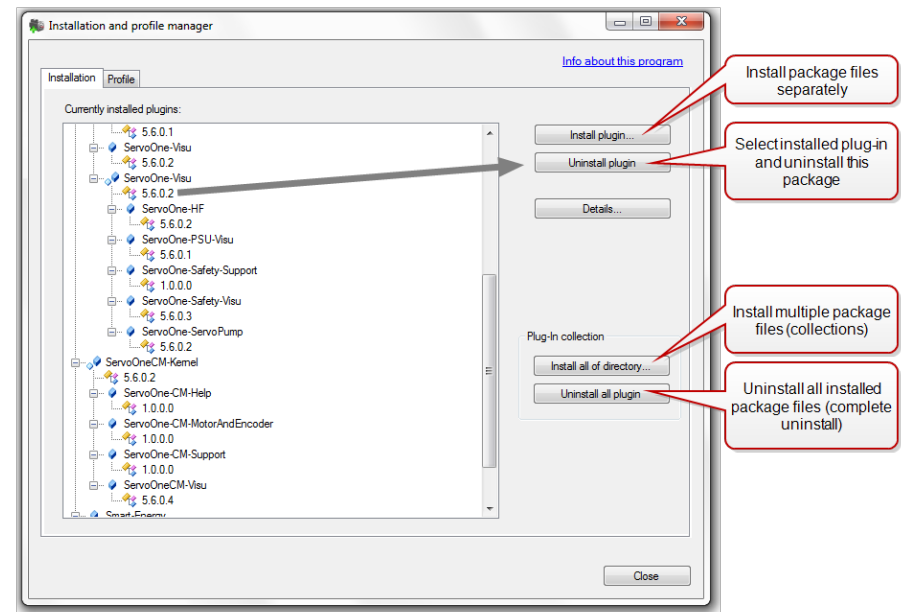 Installation and profile manager
Info about this program
Installation
Profile
Currently installed plugins:
5.6.0.1
ServoOne-Visu
5.6.0.2
ServoOne-Visu
5.6.0.2
ServoOne-HF
5.6.0.2
ServoOne-PSU-Visu
5.6.0.1
ServoOne-Safety-Support
1.0.0.0
ServoOne-Safety-Visu
5.6.0.3
ServoOne-ServoPump
5.6.0.2
ServoOneCM-Kernel
5.6.0.2
ServoOne-CM-Help
1.0.0.0
ServoOne-CM-MotorAndEncoder
1.0.0.0
ServoOne-CM-Support
1.0.0.0
ServoOneCM-Visu
5.6.0.4
Smart-Energy
Install plugin...
Uninstall plugin
Details...
Plug-In collection
Install all of directory...
Uninstall all plugin
Close
Install package files
separately
Select installed plug-in
and uninstall this
package
Install multiple package
files (collections)
Uninstall all installed
package files (complete
uninstall)